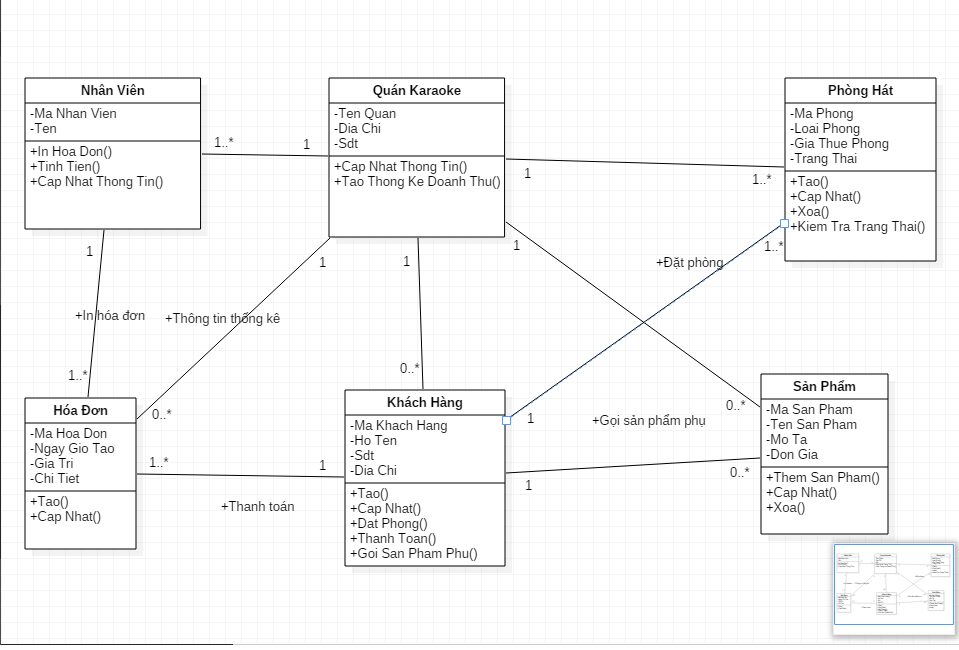 Nhân Viên
-Ma Nhan Vien
-Ten
+In Hoa Don()
+Tinh Tien()
+Cap Nhat Thong Tin()
Quán Karaoke
-Ten Quan
-Dia Chi
-Sdt
+Cap Nhat Thong Tin()
+Tao Thong Ke Doanh Thu()
Phòng Hát
-Ma Phong
-Loai Phong
-Gia Thue Phong
-Trang Thai
+Tao()
+Cap Nhat()
+Xoa()
+Kiem Tra Trang Thai()
1..*
1
1
1..*
1
1
1
1
1..*
+Đặt phòng
+In hóa đơn
+Thông tin thống kê
1..*
0..*
0..*
0..*
1
+Gọi sản phẩm phụ
Hóa Đơn
-Ma Hoa Don
-Ngay Gio Tao
-Gia Tri
-Chi Tiet
+Tao()
+Cap Nhat()
Khách Hàng
-Ma Khach Hang
-Ho Ten
-Sdt
-Dia Chi
+Tao()
+Cap Nhat()
+Dat Phong()
+Thanh Toan()
+Goi San Pham Phu()
Sản Phẩm
-Ma San Pham
-Ten San Pham
-Mo Ta
-Don Gia
+Them San Pham()
+Cap Nhat()
+Xoa()
1..*
1
0..*
1
+Thanh toán